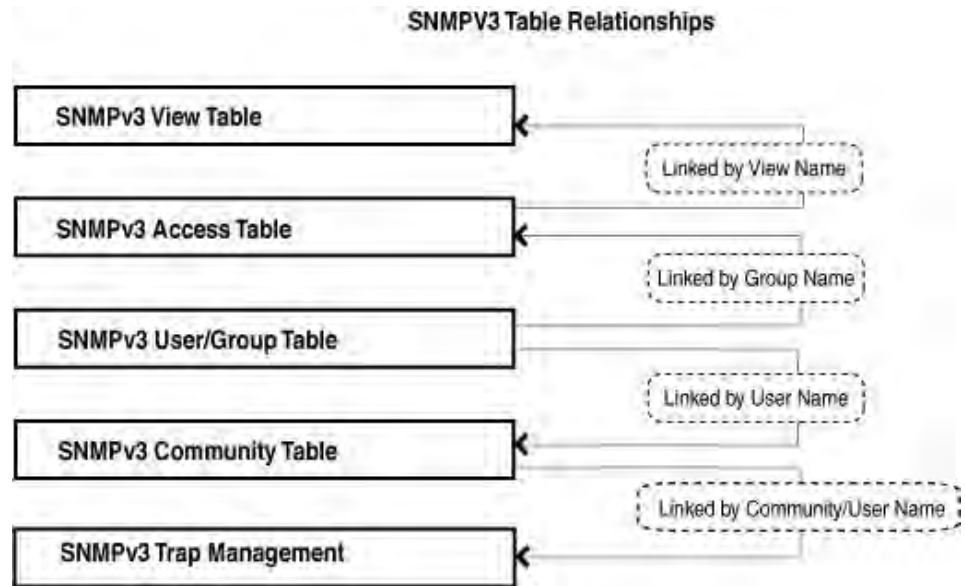 SNMPV3 Table Relationships
SNMPv3 View Table
Linked by View Name
SNMPv3 Access Table
Linked by Group Name
SNMPv3 User/Group Table
Linked by User Name
SNMPv3 Community Table
Linked by Community/User Name
SNMPv3 Trap Management